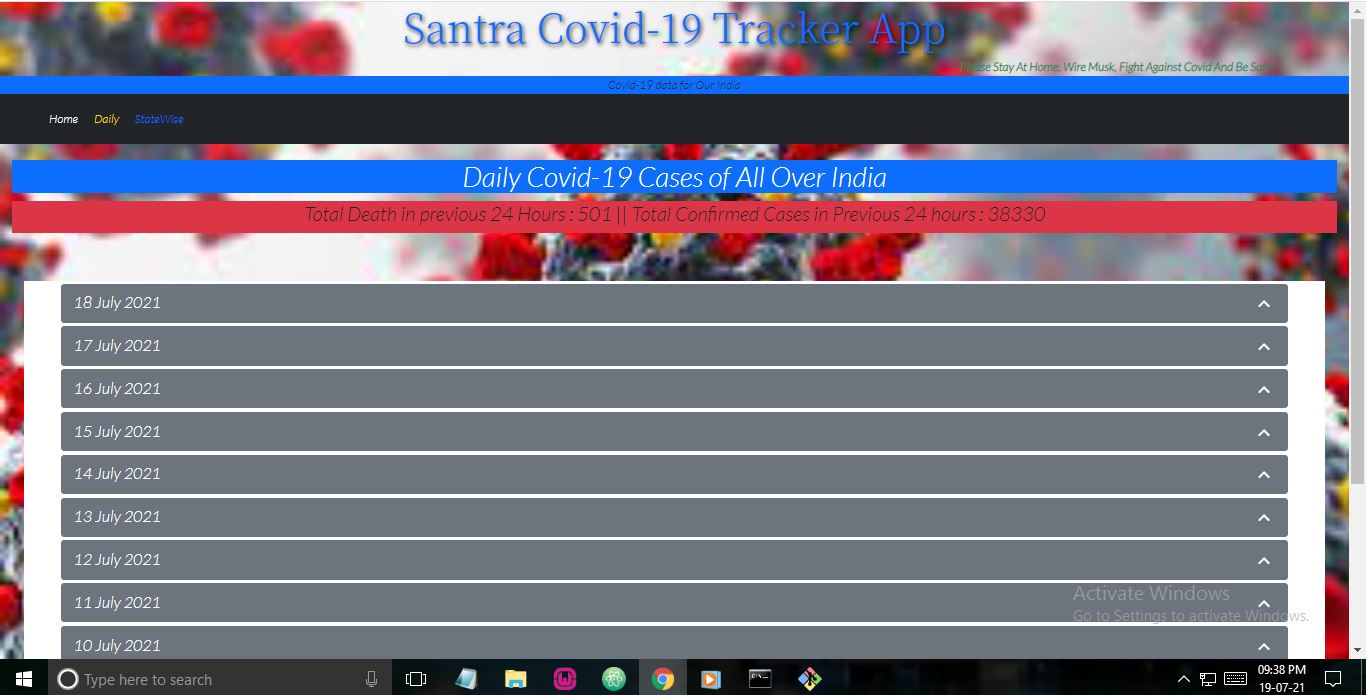 Santra Covid-19 Tracker App
Please Stay At Home, Wire Musk, Fight Against Covid And Be Safe
Covid-19 data for Our India
Home Daily StateWise
Daily Covid-19 Cases of All Over India
Total Death in previous 24 Hours : 501 || Total Confirmed Cases in Previous 24 hours : 38330
18 July 2021
17 July 2021
16 July 2021
15 July 2021
14 July 2021
13 July 2021
12 July 2021
11 July 2021
10 July 2021
Activate Windows
Go to Settings to activate Windows.
Type here to search
09:38 PM
19-07-21